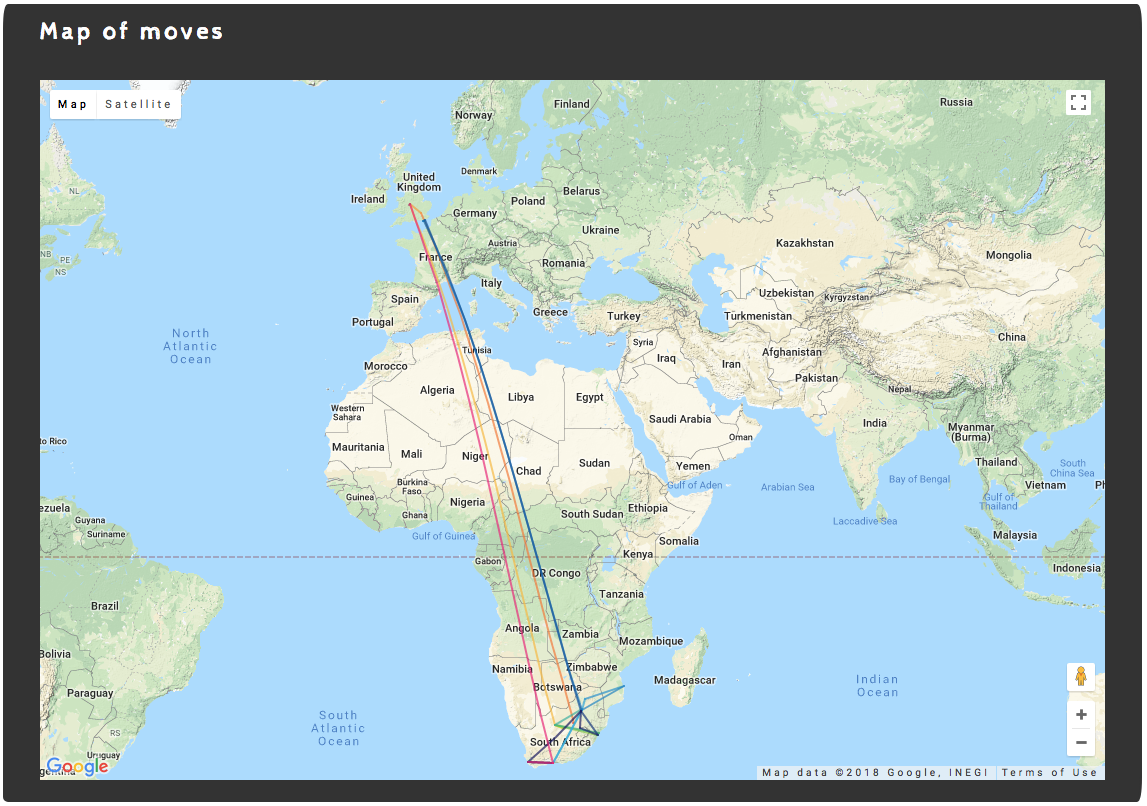 Map of moves
Map Satellite
Finland
Russia
Norway
United
Kingdom
Denmark
Ireland
NL
Belarus
Poland
Germany
Ukraine
Kazakhstan
Austria
NB
PE
NS
France
Mongolia
Romania
Italy
Uzbekistan
Kyrgyzstan
Spain
Greece
Turkey
Turkmenistan
Portugal
China
Syria
Tunisia
Iraq
Afghanistan
Iran
Morocco
Pakistan
North
Atlantic
Ocean
Nepal
Algeria
Libya
Egypt
Western
Sahara
Saudi Arabia
India
Myanmar
(Burma)
Oman
to Rico
Mauritania
Mali
Niger
Chad
Sudan
Yemen
Thailand
South
China Sea
Burkina
Faso
Gulf of Aden
Arabian Sea
Bay of Bengal
Vietnam
Ph
Guinea
Nigeria
Gulf of
Thailand
ezuela
Ghana
South Sudan
Ethiopia
Guyana
Suriname
Laccadive Sea
Gulf of Guinea
Somalia
Malaysia
Kenya
Gabon
DR Congo
Indonesia
Tanzania
Brazil
Angola
Zambia
Mozambique
Bolivia
Namibia
Zimbabwe
Botswana
Madagascar
Indian
Ocean
Paraguay
South
Atlantic
Ocean
RS
South Africa
Uruguay
Google
gentina
Map data ©2018 Google, INEGI Terms of Use